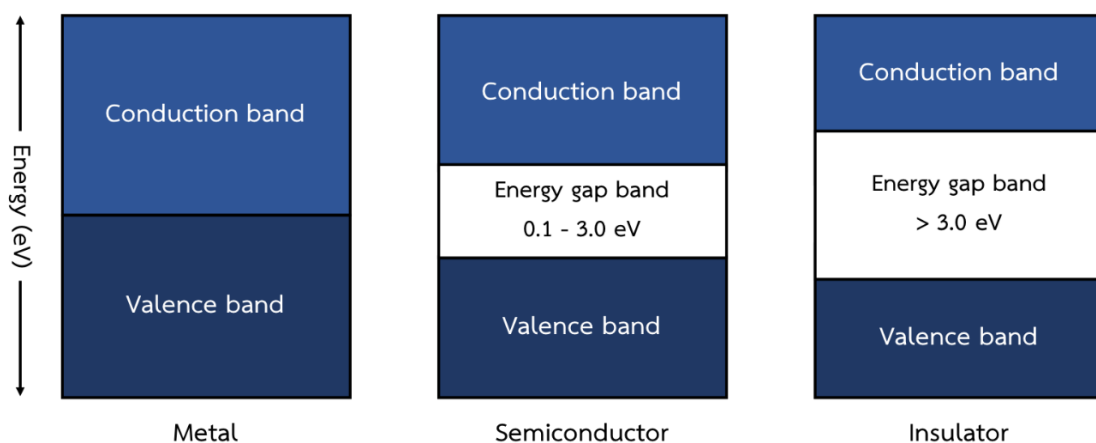 Energy (eV)
Conduction band
Valence band
Metal
Conduction band
Energy gap band
0.1 - 3.0 eV
Valence band
Semiconductor
Conduction band
Energy gap band
> 3.0 eV
Valence band
Insulator